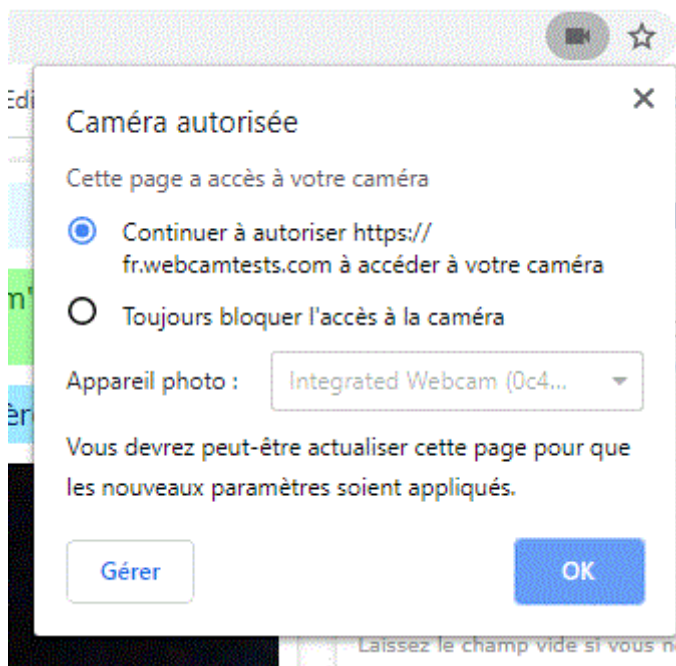 Edi
Caméra autorisée
Cette page a accès à votre caméra
Continuer à autoriser https://
fr.webcamtests.com à accéder à votre caméra
m'
Toujours bloquer l'accès à la caméra
Appareil photo :
Integrated Webcam (0c4...
ère
Vous devrez peut-être actualiser cette page pour que
les nouveaux paramètres soient appliqués.
Gérer
OK
Laissez le champ vide si vous n